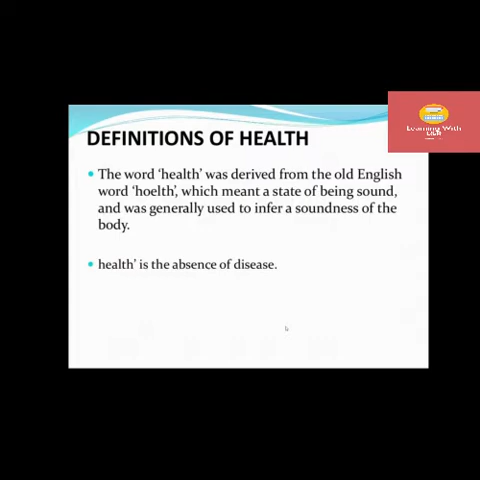 DEFINITIONS OF HEALTH
The word ‘health’ was derived from the old English
word ‘hoelth’, which meant a state of being sound,
and was generally used to infer a soundness of the
body.
health’ is the absence of disease.
Learning With